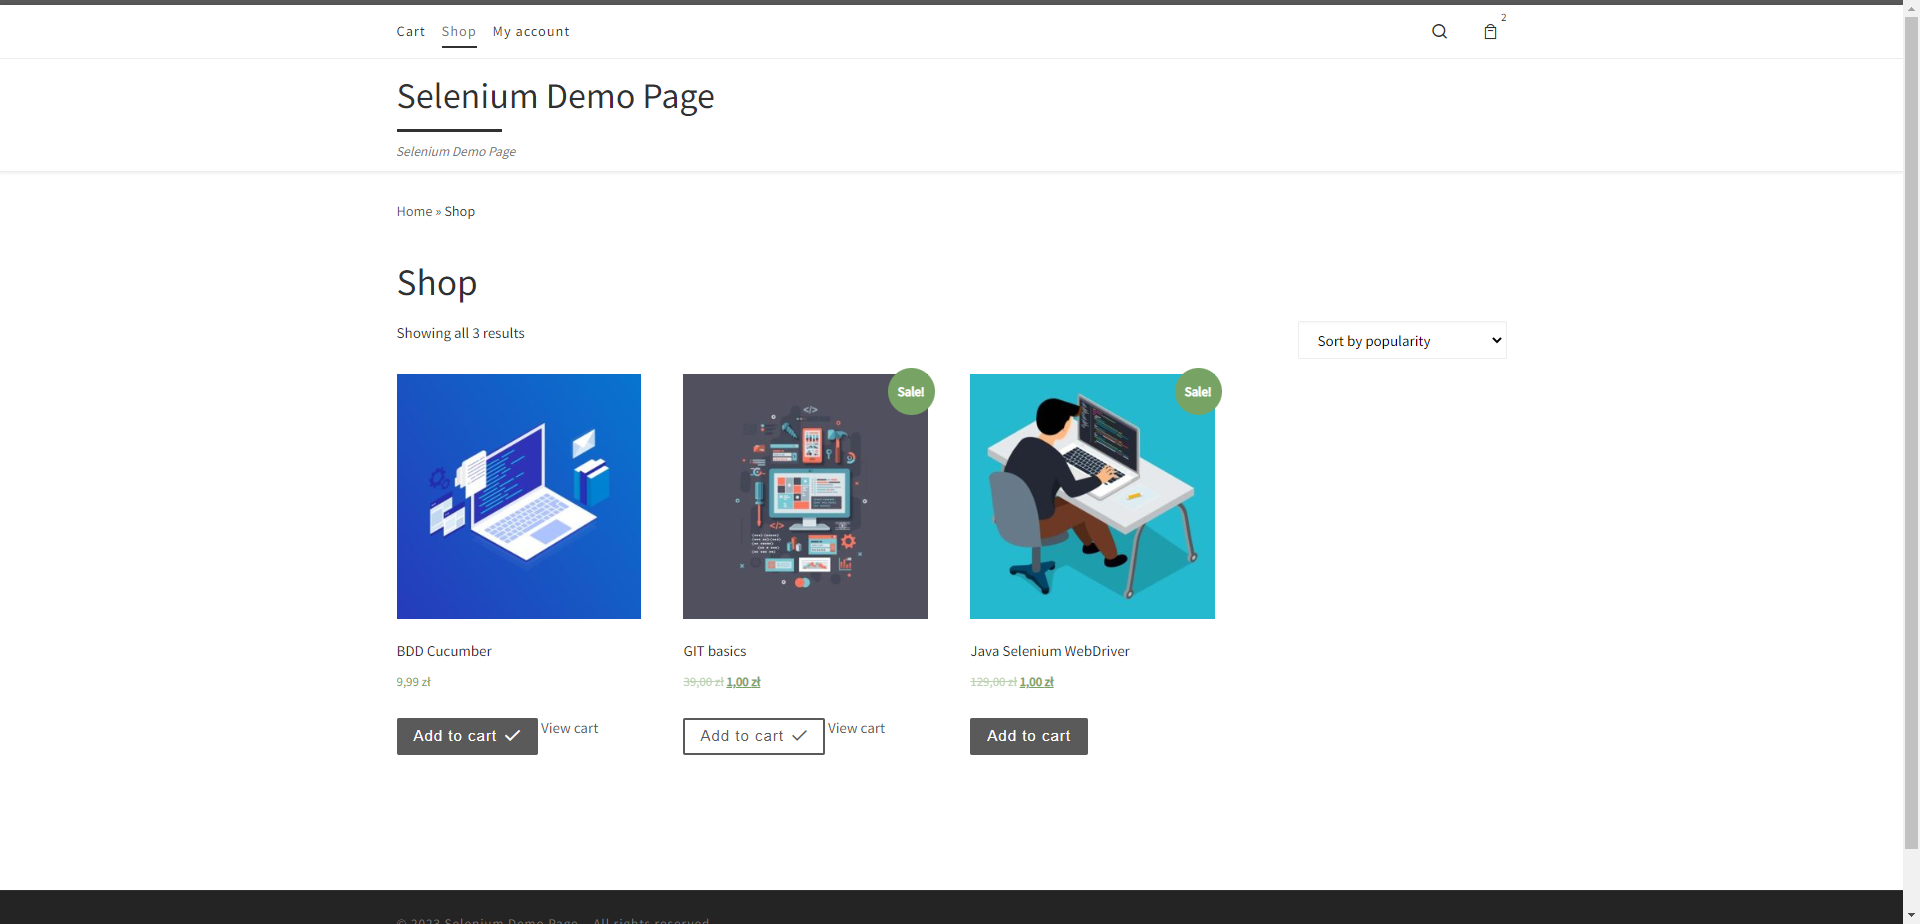 Cart Shop My account 2
Selenium Demo Page
Selenium Demo Page
Home » Shop
Shop
Showing all 3 results
Sort by popularity
Sale!
Sale!
BDD Cucumber
9,99 zł
Add to cart View cart
GIT basics
39,00 zł 1,00 zł
Add to cart View cart
Java Selenium WebDriver
129,00 zł 1,00 zł
Add to cart
© 2023 Selenium Demo Page – All rights reserved